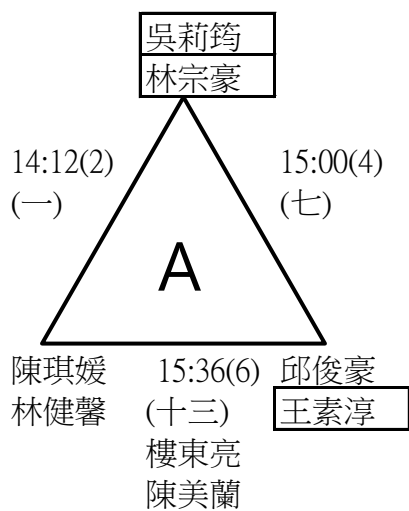 吳莉筠
林宗豪
14:12(2)
(一)
15:00(4)
(七)
A
陳琪媛
林健馨
15:36(6)
(十三)
樓東亮
陳美蘭
邱俊豪
王素淳